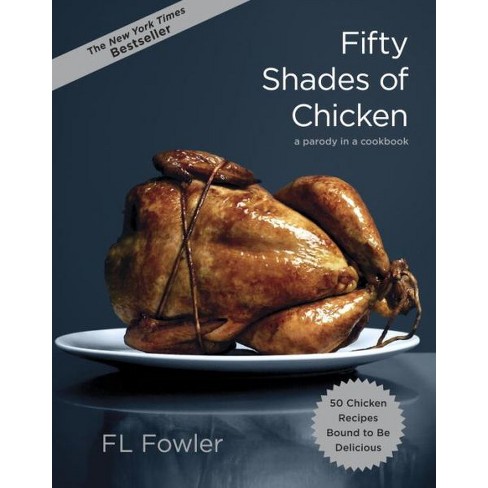 The New York Times
Bestseller
Fifty
Shades of
Chicken
a parody in a cookbook
50 Chicken
Recipes
Bound to Be
Delicious
FL Fowler